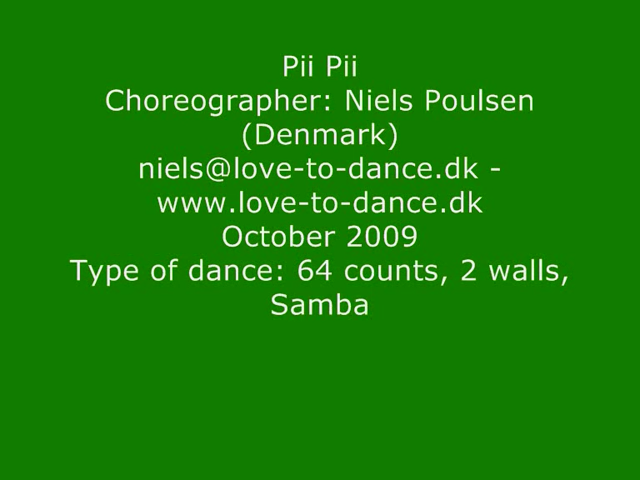 Pii Pii
Choreographer: Niels Poulsen
(Denmark)
niels@love-to-dance.dk -
www.love-to-dance.dk
October 2009
Type of dance: 64 counts, 2 walls,
Samba